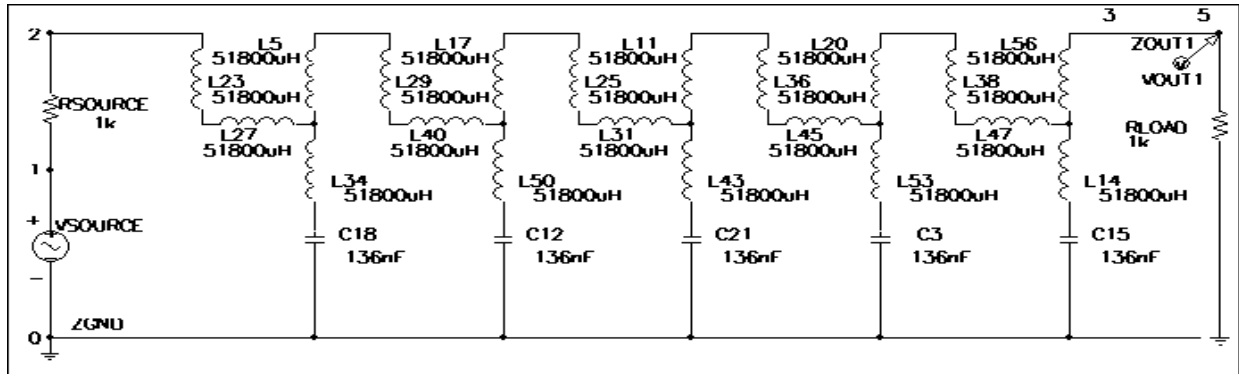 3 5
2 L5 L17 L11 L20 L56 ZOUT1
51800uH 51800uH 51800uH 51800uH 51800uH
L23 L29 L25 L36 L38 VOUT1
51800uH 51800uH 51800uH 51800uH 51800uH
RSOURCE
1k
L27 L40 L31 L45 L47 RLOAD
51800uH 51800uH 51800uH 51800uH 51800uH 1k
1
L34 L50 L43 L53 L14
51800uH 51800uH 51800uH 51800uH 51800uH
+ VSOURCE
C18 C12 C21 C3 C15
136nF 136nF 136nF 136nF 136nF
−
ZGND
0